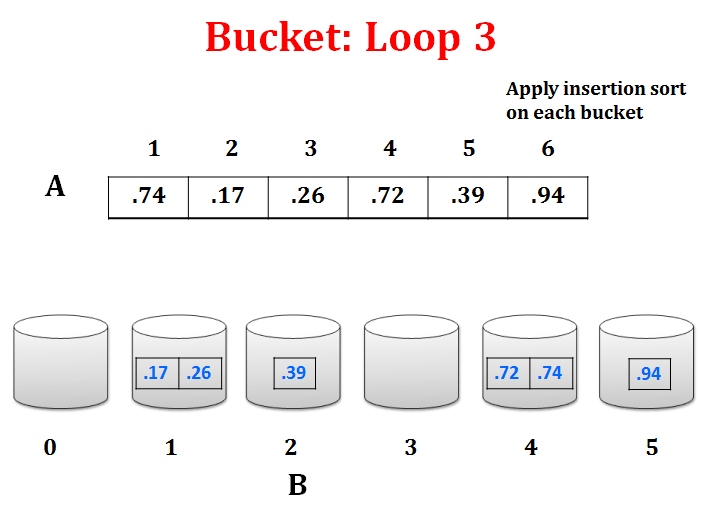 Bucket: Loop 3
Apply insertion sort
on each bucket
1 2 3 4 5 6
A .74 .17 .26 .72 .39 .94
.17 .26 .39 .72 .74 .94
0 1 2 3 4 5
B